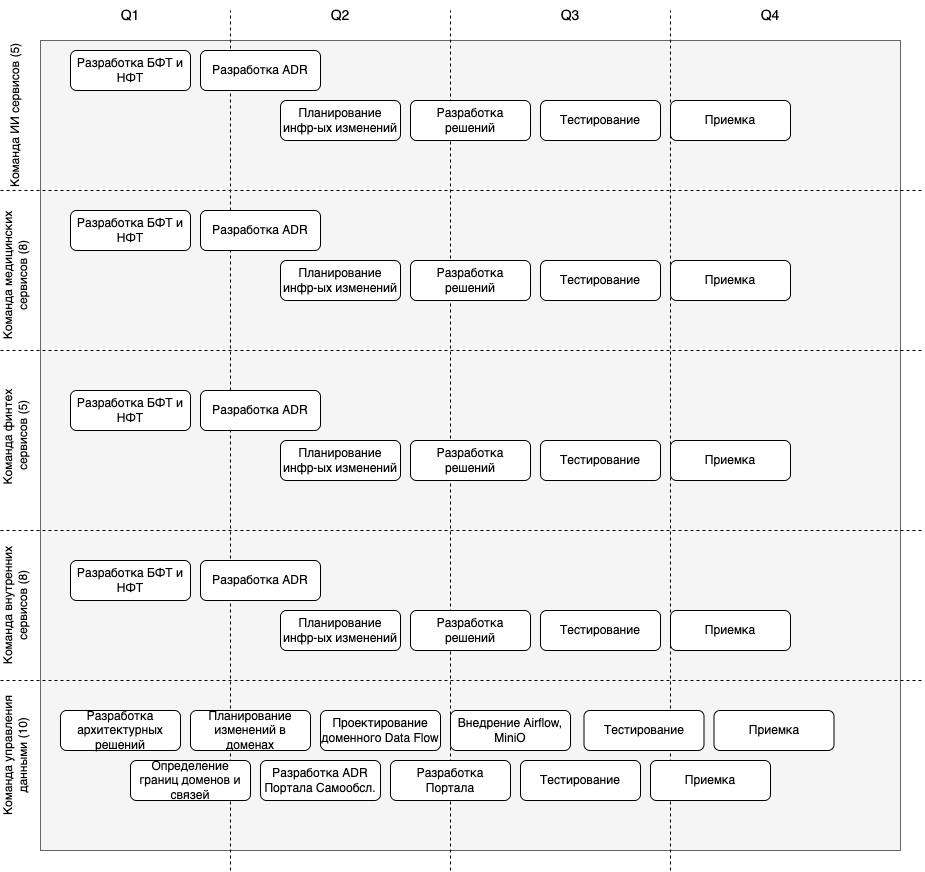 Q1
Q2
Q3
Q4
Команда ИИ сервисов (5)
Разработка БФТ и
НФТ
Разработка ADR
Планирование
инфр-ых изменений
Разработка
решений
Тестирование
Приемка
Команда медицинских
сервисов (8)
Разработка БФТ и
НФТ
Разработка ADR
Планирование
инфр-ых изменений
Разработка
решений
Тестирование
Приемка
Команда финтех
сервисов (5)
Разработка БФТ и
НФТ
Разработка ADR
Планирование
инфр-ых изменений
Разработка
решений
Тестирование
Приемка
Команда внутренних
сервисов (8)
Разработка БФТ и
НФТ
Разработка ADR
Планирование
инфр-ых изменений
Разработка
решений
Тестирование
Приемка
Команда управления
данными (10)
Разработка
архитектурных
решений
Планирование
изменений в
доменах
Проектирование
доменного Data Flow
Внедрение Airflow,
MiniO
Тестирование
Приемка
Определение
границ доменов и
связей
Разработка ADR
Портала Самообсл.
Разработка
Портала
Тестирование
Приемка